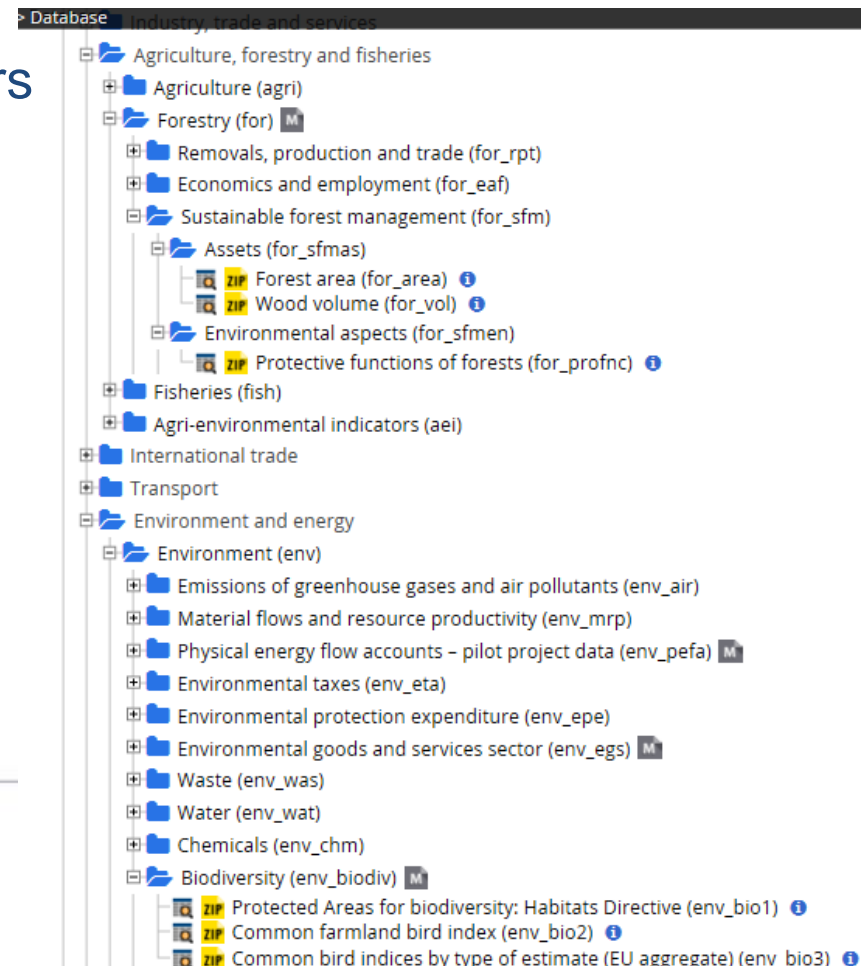 > Database
Industry, trade and services
rs
Agriculture, forestry and fisheries
Agriculture (agri)
Forestry (for) M
Removals, production and trade (for_rpt)
Economics and employment (for_eaf)
Sustainable forest management (for_sfm)
Assets (for_sfmas)
ZIP Forest area (for_area) i
ZIP Wood volume (for_vol) i
Environmental aspects (for_sfmen)
ZIP Protective functions of forests (for_profnc) i
Fisheries (fish)
Agri-environmental indicators (aei)
International trade
Transport
Environment and energy
Environment (env)
Emissions of greenhouse gases and air pollutants (env_air)
Material flows and resource productivity (env_mrp)
Physical energy flow accounts – pilot project data (env_pefa) M
Environmental taxes (env_eta)
Environmental protection expenditure (env_epe)
Environmental goods and services sector (env_egs) M
Waste (env_was)
Water (env_wat)
Chemicals (env_chm)
Biodiversity (env_biodiv) M
ZIP Protected Areas for biodiversity: Habitats Directive (env_bio1) i
ZIP Common farmland bird index (env_bio2) i
ZIP Common bird indices by type of estimate (EU aggregate) (env_bio3) i